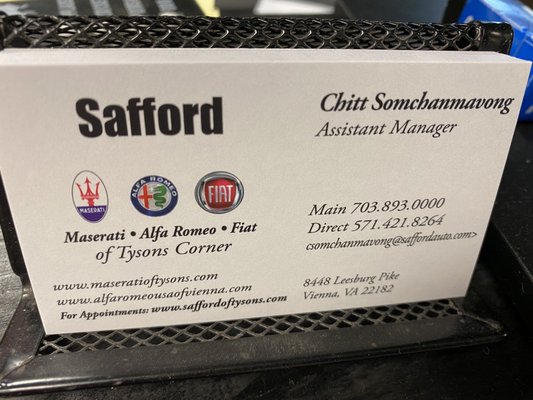 Safford
Chitt Somchanmavong
Assistant Manager
MASERATI
ALFA ROMEO
FIAT
Maserati • Alfa Romeo • Fiat
of Tysons Corner
Main 703.893.0000
Direct 571.421.8264
csomchanmavong@saffordauto.com>
www.maseratioftysons.com
www.alfaromeousaofvienna.com
For Appointments: www.saffordoftysons.com
8448 Leesburg Pike
Vienna, VA 22182